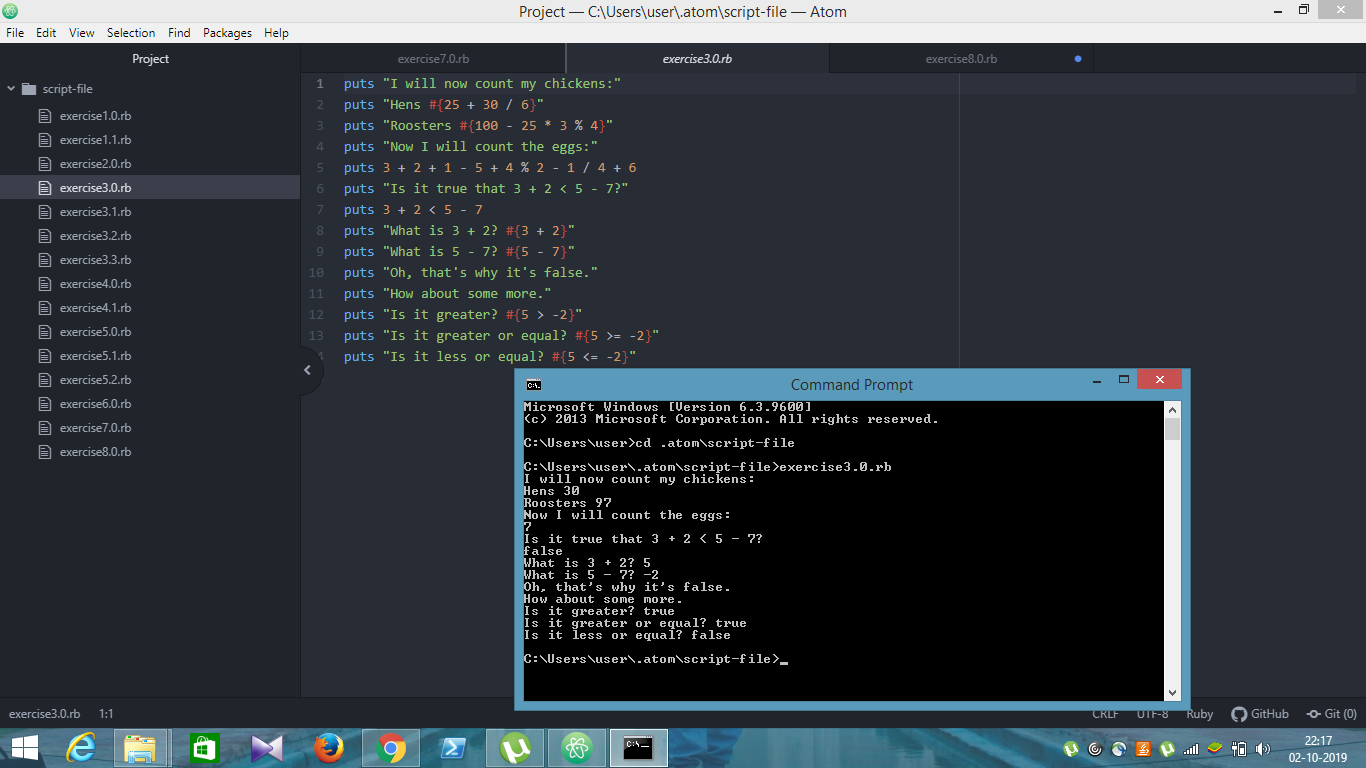 Project — C:\Users\user\.atom\script-file — Atom
File Edit View Selection Find Packages Help
Project
script-file
exercise1.0.rb
exercise1.1.rb
exercise2.0.rb
exercise3.0.rb
exercise3.1.rb
exercise3.2.rb
exercise3.3.rb
exercise4.0.rb
exercise4.1.rb
exercise5.0.rb
exercise5.1.rb
exercise5.2.rb
exercise6.0.rb
exercise7.0.rb
exercise8.0.rb
exercise7.0.rb exercise3.0.rb exercise8.0.rb
1 puts "I will now count my chickens:"
2 puts "Hens #{25 + 30 / 6}"
3 puts "Roosters #{100 - 25 * 3 % 4}"
4 puts "Now I will count the eggs:"
5 puts 3 + 2 + 1 - 5 + 4 % 2 - 1 / 4 + 6
6 puts "Is it true that 3 + 2 < 5 - 7?"
7 puts 3 + 2 < 5 - 7
8 puts "What is 3 + 2? #{3 + 2}"
9 puts "What is 5 - 7? #{5 - 7}"
10 puts "Oh, that's why it's false."
11 puts "How about some more."
12 puts "Is it greater? #{5 > -2}"
13 puts "Is it greater or equal? #{5 >= -2}"
4 puts "Is it less or equal? #{5 <= -2}"
Command Prompt
Microsoft Windows [Version 6.3.9600]
(c) 2013 Microsoft Corporation. All rights reserved.
C:\Users\user>cd .atom\script-file
C:\Users\user\.atom\script-file>exercise3.0.rb
I will now count my chickens:
Hens 30
Roosters 97
Now I will count the eggs:
7
Is it true that 3 + 2 < 5 - 7?
false
What is 3 + 2? 5
What is 5 - 7? -2
Oh, that's why it's false.
How about some more.
Is it greater? true
Is it greater or equal? true
Is it less or equal? false
C:\Users\user\.atom\script-file>_
exercise3.0.rb 1:1 CRLF UTF-8 Ruby GitHub Git (0)
22:17
02-10-2019